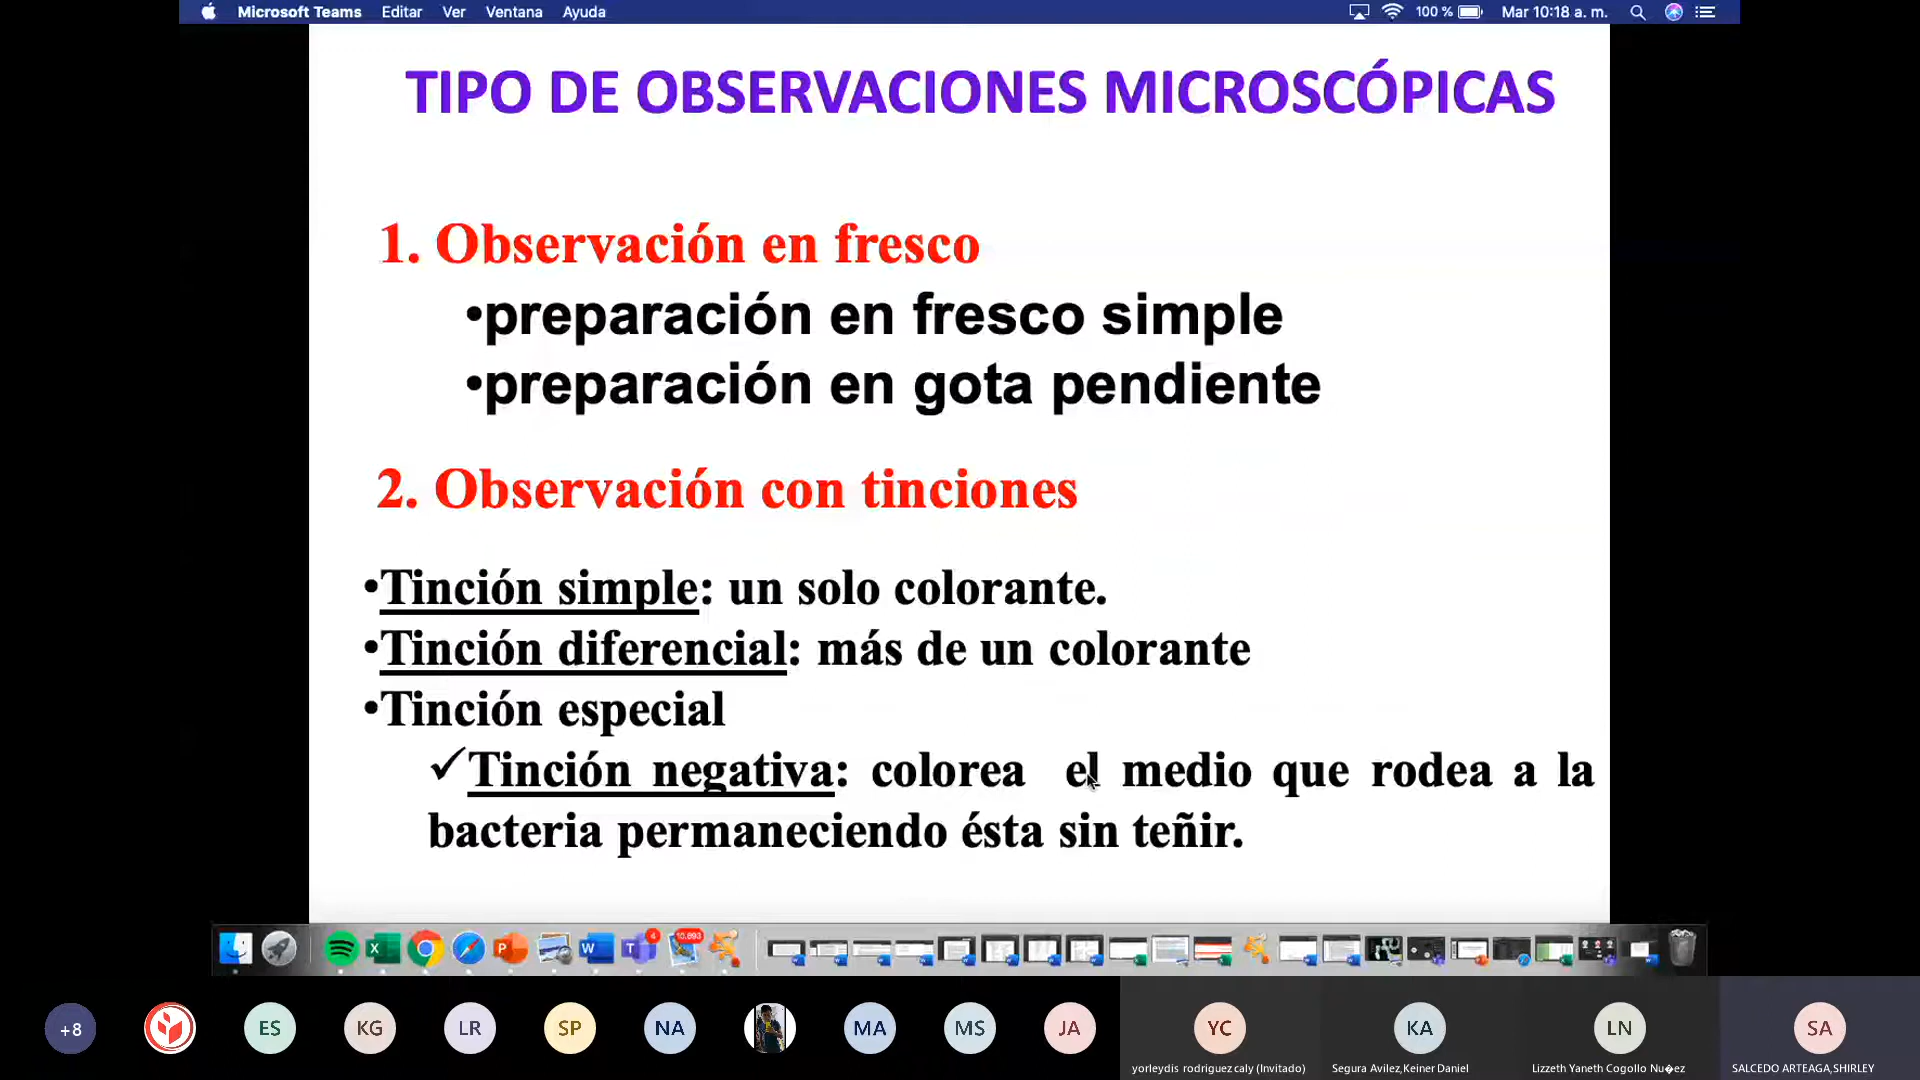 Microsoft Teams Editar Ver Ventana Ayuda 100 % Mar 10:18 a. m.
TIPO DE OBSERVACIONES MICROSCÓPICAS
1. Observación en fresco
•preparación en fresco simple
•preparación en gota pendiente
2. Observación con tinciones
•Tinción simple: un solo colorante.
•Tinción diferencial: más de un colorante
•Tinción especial
✓Tinción negativa: colorea el medio que rodea a la
bacteria permaneciendo ésta sin teñir.
4 10.693
+8 ES KG LR SP NA MA MS JA YC KA LN SA
yorleydis rodriguez caly (Invitado) Segura Avilez,Keiner Daniel Lizzeth Yaneth Cogollo Nu�ez SALCEDO ARTEAGA,SHIRLEY